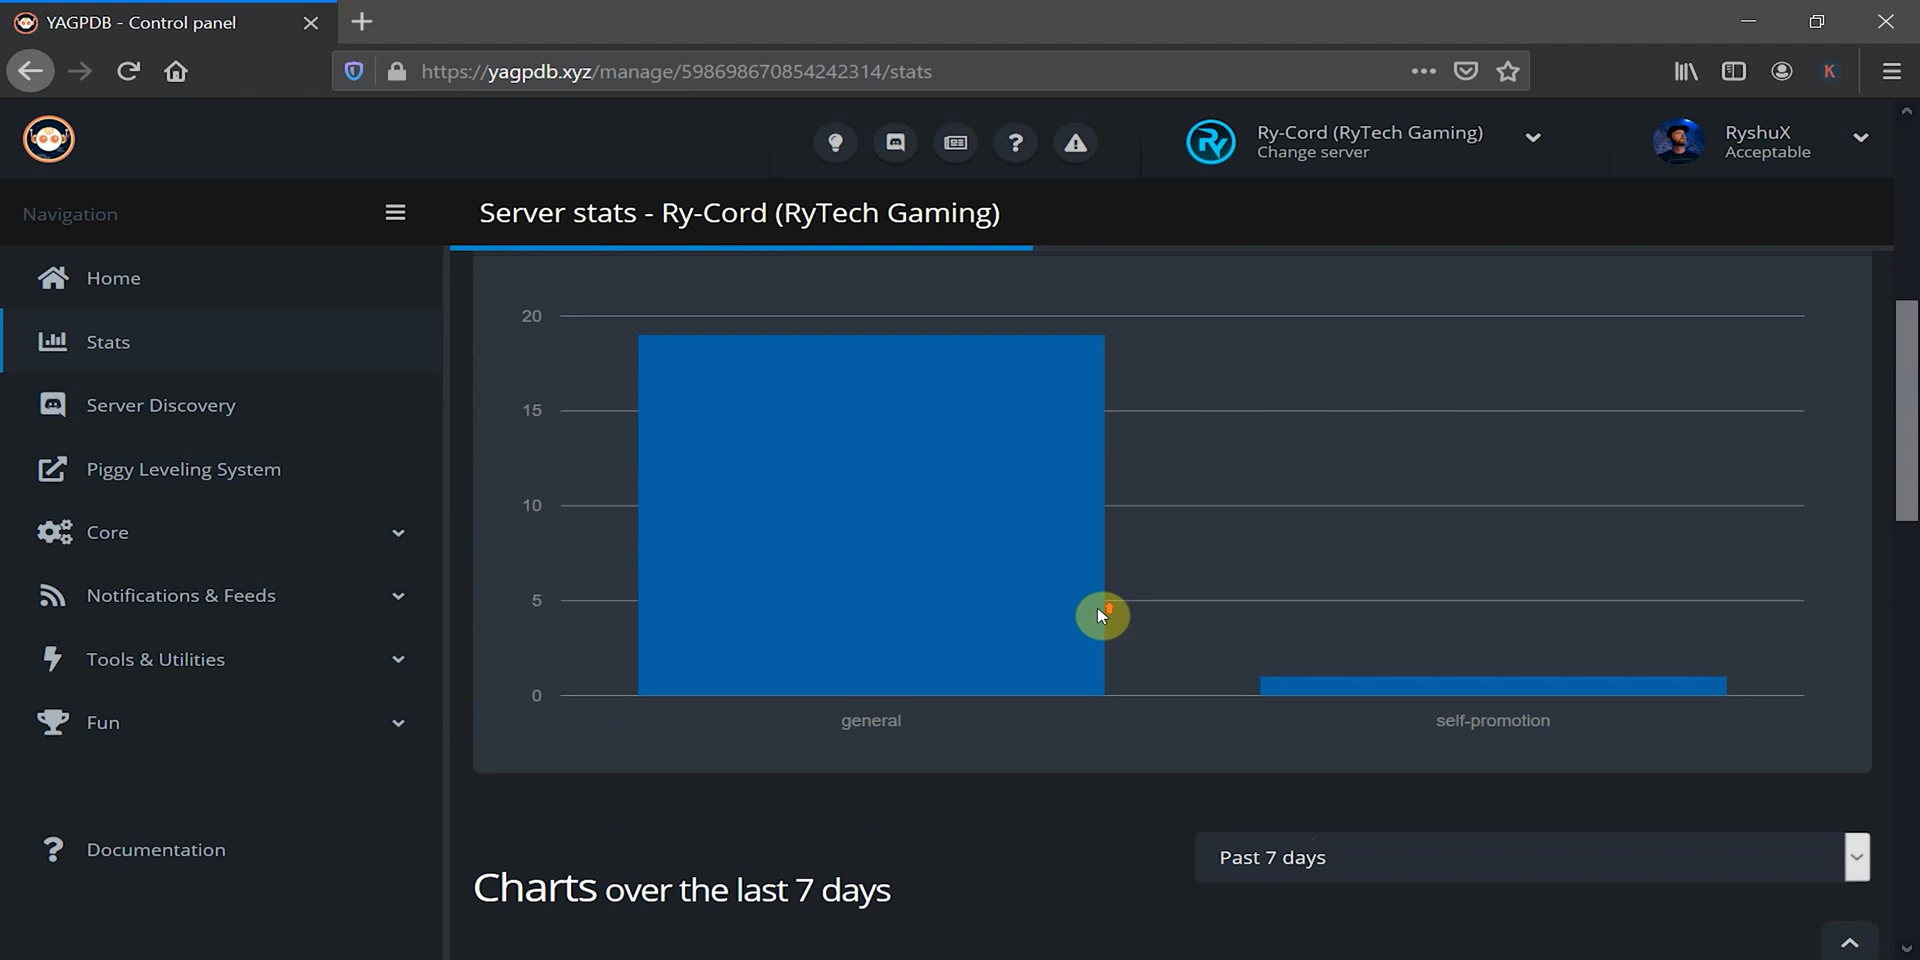 YAGPDB - Control panel
https://yagpdb.xyz/manage/598698670854242314/stats
K
RY
Ry-Cord (RyTech Gaming)
Change server
RyshuX
Acceptable
Navigation
Server stats - Ry-Cord (RyTech Gaming)
Home
Stats
Server Discovery
Piggy Leveling System
Core
Notifications & Feeds
Tools & Utilities
Fun
Documentation
20
15
10
5
0
general
self-promotion
Past 7 days
Charts over the last 7 days